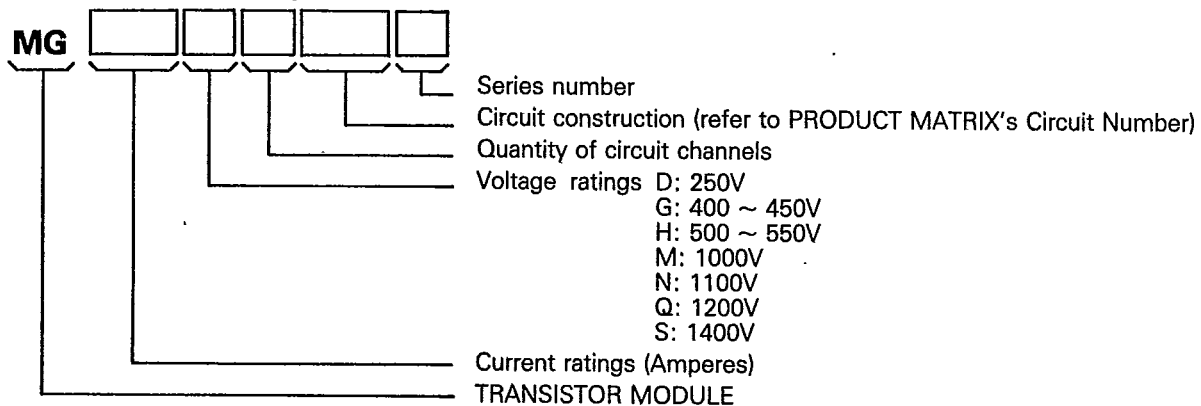 MG
Series number
Circuit construction (refer to PRODUCT MATRIX's Circuit Number)
Quantity of circuit channels
Voltage ratings D: 250V
G: 400 ~ 450V
H: 500 ~ 550V
M: 1000V
N: 1100V
Q: 1200V
S: 1400V
Current ratings (Amperes)
TRANSISTOR MODULE